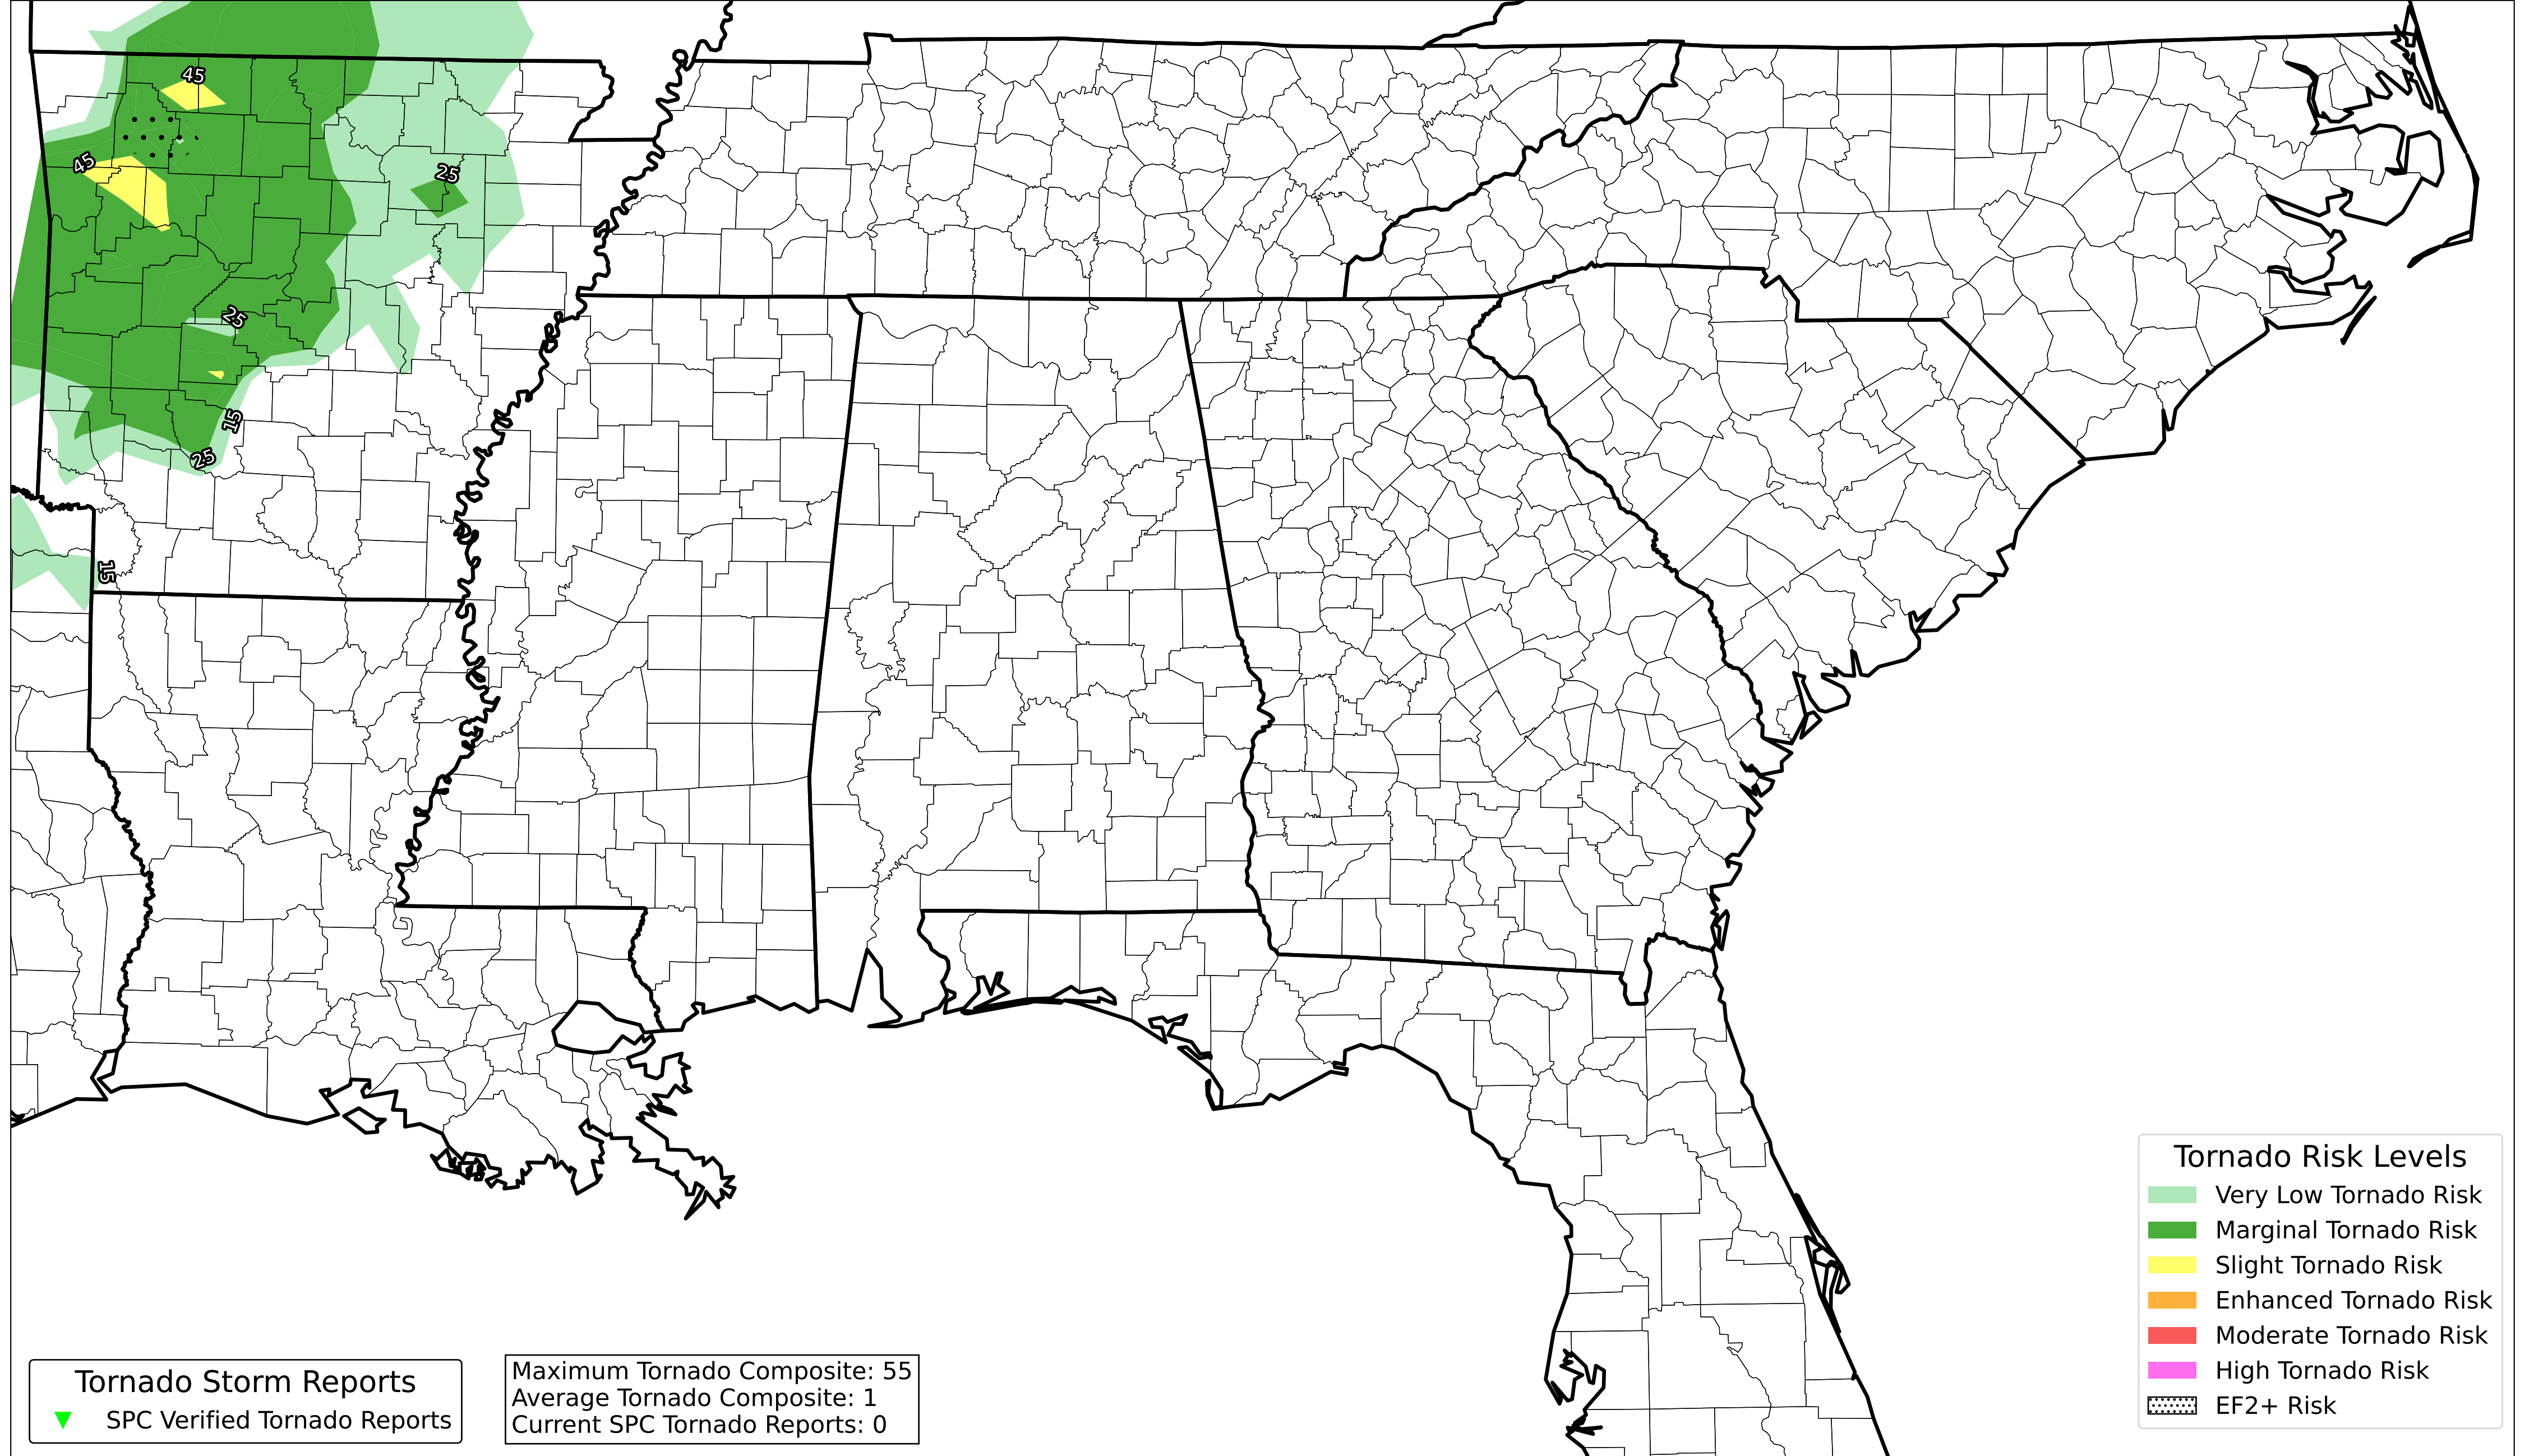 45
45
25
25
15
25
15
Tornado Risk Levels
Very Low Tornado Risk
Marginal Tornado Risk
Slight Tornado Risk
Enhanced Tornado Risk
Moderate Tornado Risk
High Tornado Risk
EF2+ Risk
Tornado Storm Reports
SPC Verified Tornado Reports
Maximum Tornado Composite: 55
Average Tornado Composite: 1
Current SPC Tornado Reports: 0